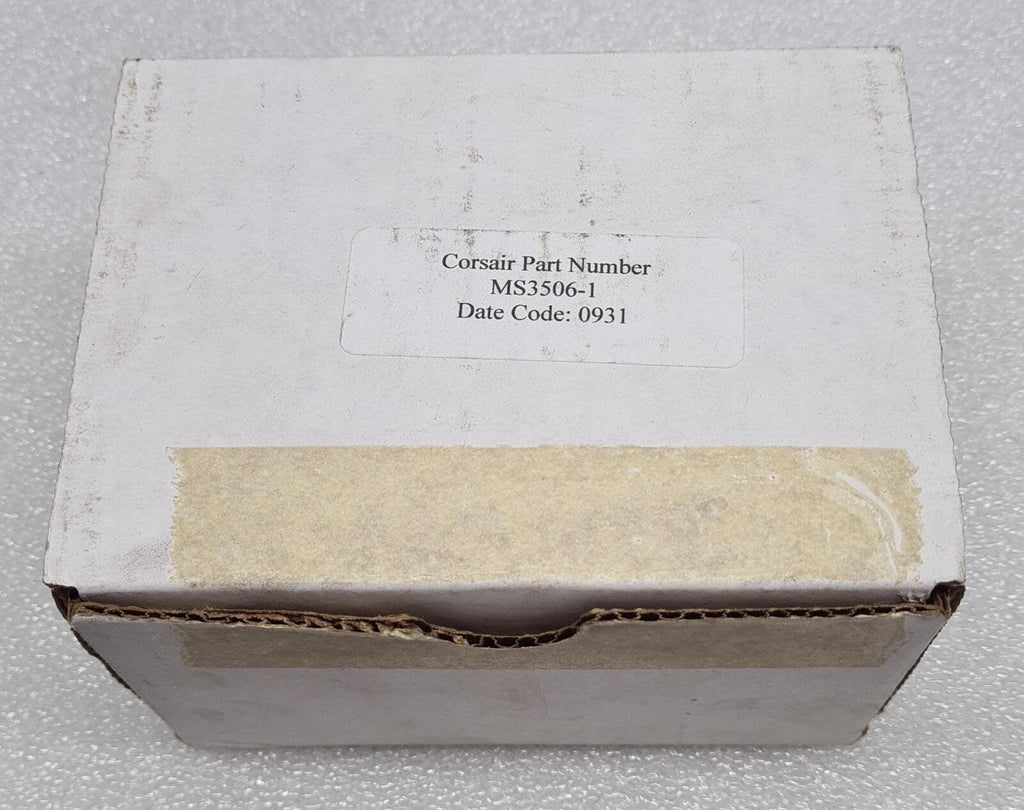 Corsair Part Number
MS3506-1
Date Code: 0931